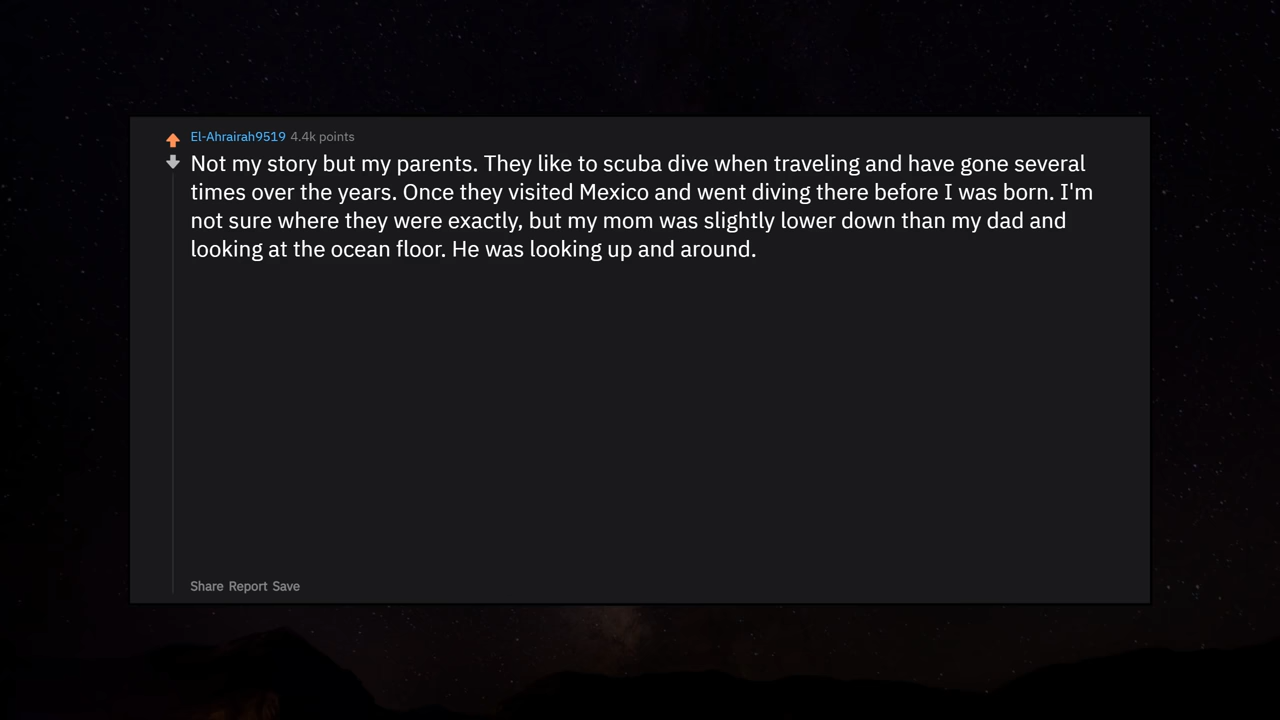 El-Ahrairah9519 4.4k points
Not my story but my parents. They like to scuba dive when traveling and have gone several
times over the years. Once they visited Mexico and went diving there before I was born. I'm
not sure where they were exactly, but my mom was slightly lower down than my dad and
looking at the ocean floor. He was looking up and around.
Share Report Save